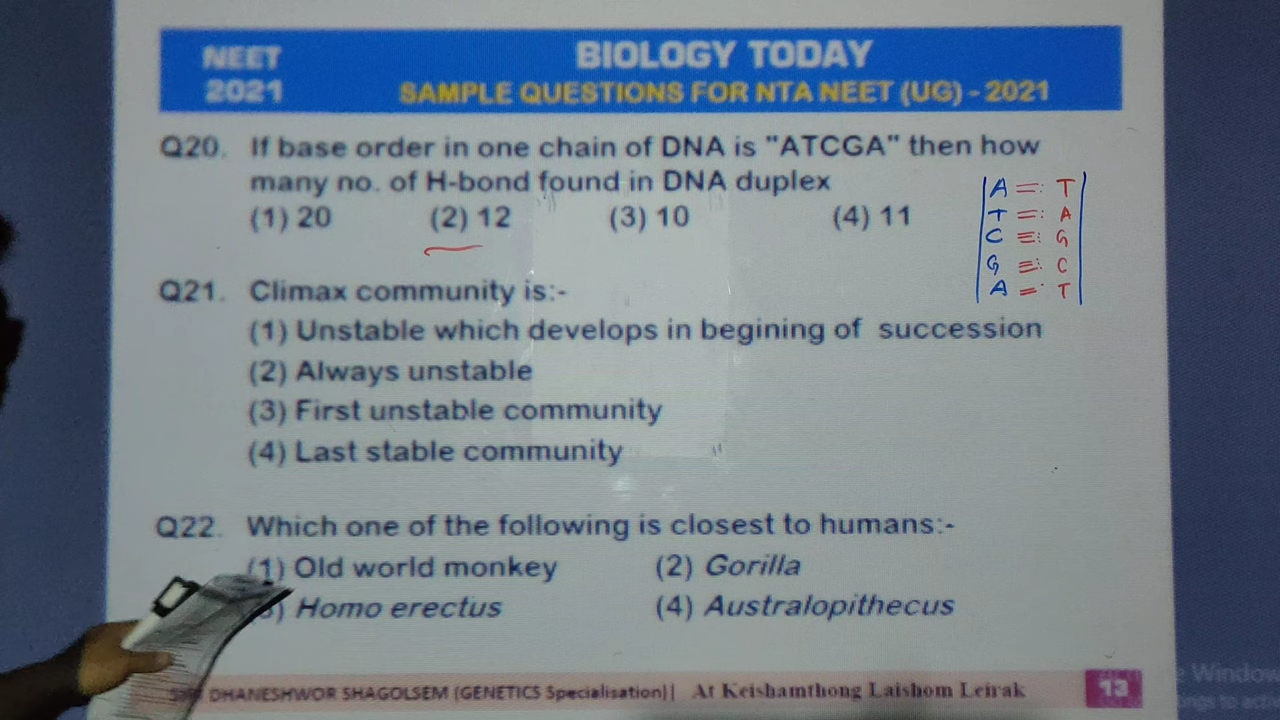 NEET
2021
BIOLOGY TODAY
SAMPLE QUESTIONS FOR NTA NEET (UG) - 2021
Q20. If base order in one chain of DNA is "ATCGA" then how
many no. of H-bond found in DNA duplex
(1) 20 (2) 12 (3) 10 (4) 11
A = T
T = A
C ≡ G
G ≡ C
A = T
Q21. Climax community is:-
(1) Unstable which develops in begining of succession
(2) Always unstable
(3) First unstable community
(4) Last stable community
Q22. Which one of the following is closest to humans:-
(1) Old world monkey (2) Gorilla
Homo erectus (4) Australopithecus
DHANESHWOR SHAGOLSEM (GENETICS Specialisation)|| At Keishamthong Laishom Leirak 13